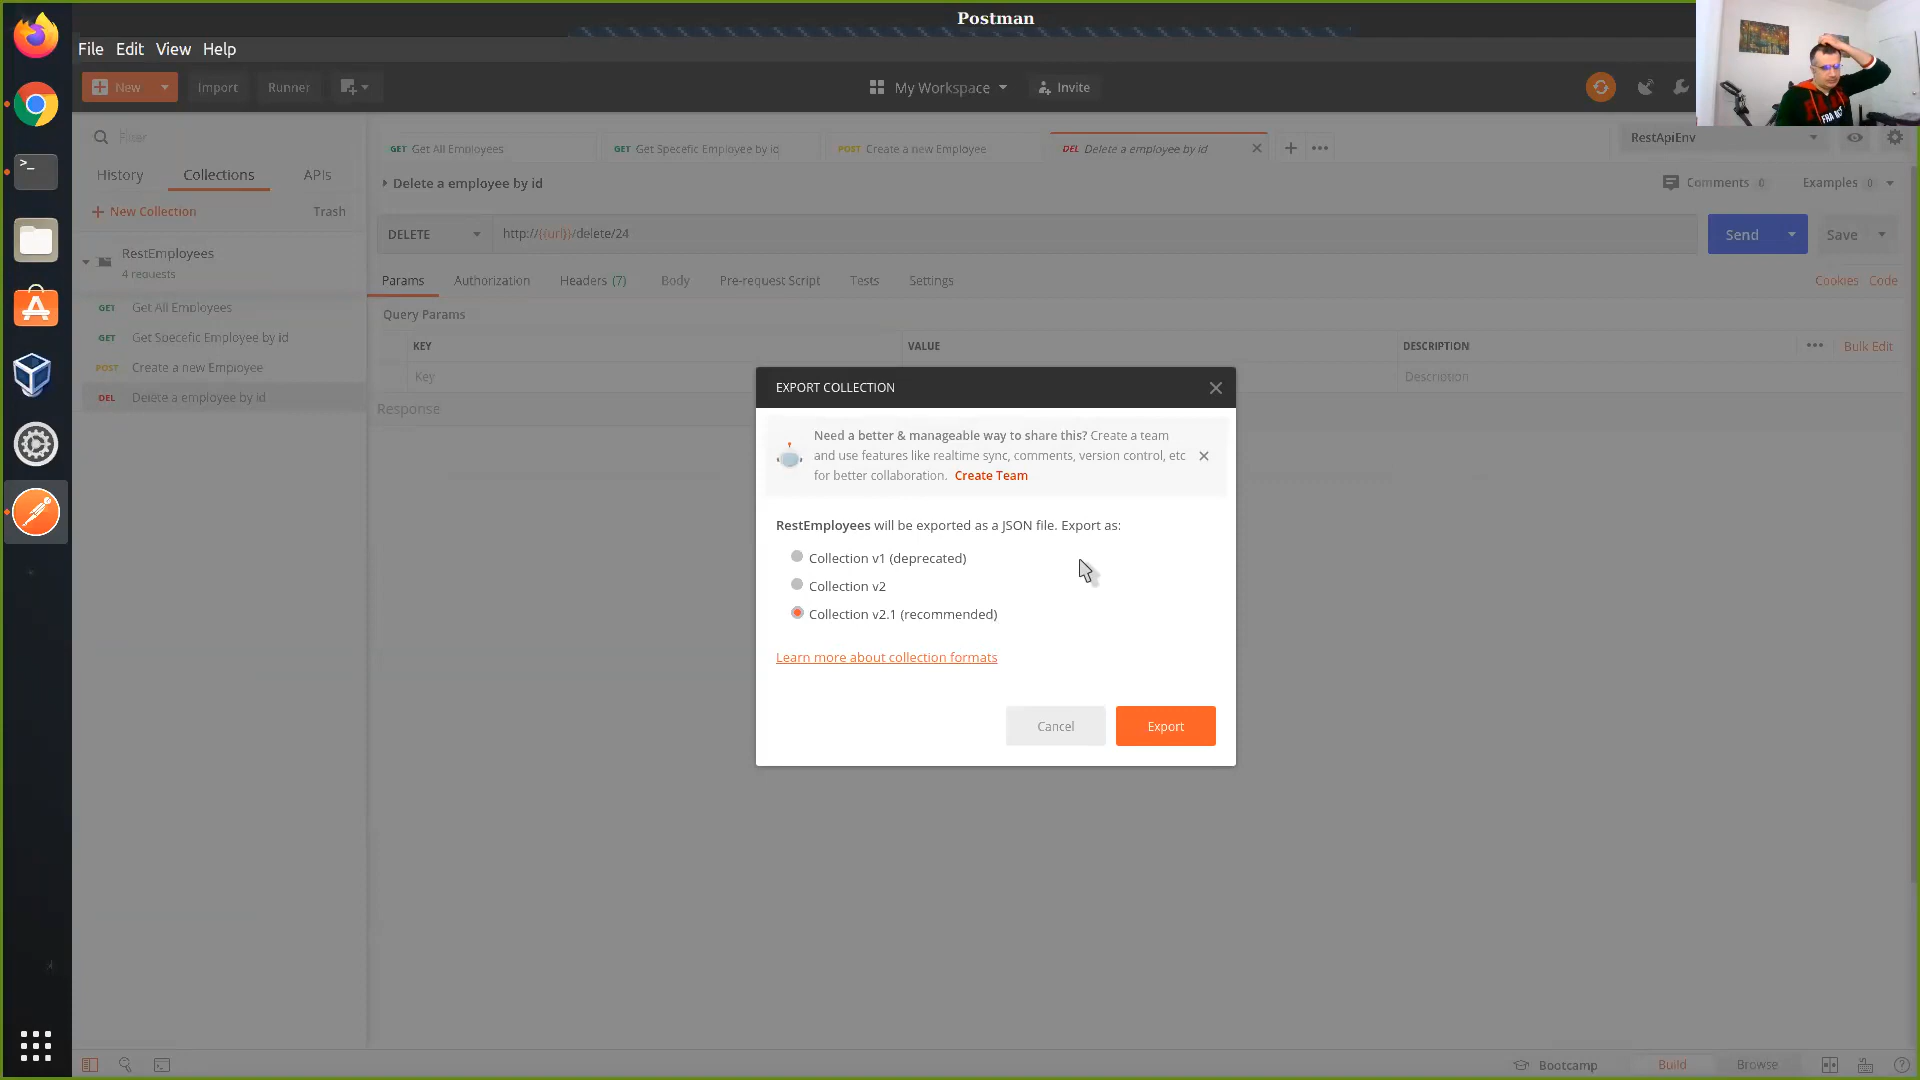 Postman
File Edit View Help
New Import Runner My Workspace Invite
Filter
RestApiEnv
GET Get All Employees GET Get Specefic Employee by id POST Create a new Employee DEL Delete a employee by id
History Collections APIs
Delete a employee by id Comments 0 Examples 0
New Collection Trash
DELETE http://{{url}}/delete/24 Send Save
RestEmployees
4 requests
Params Authorization Headers (7) Body Pre-request Script Tests Settings Cookies Code
GET Get All Employees
Query Params
GET Get Specefic Employee by id
KEY VALUE DESCRIPTION Bulk Edit
POST Create a new Employee
Key Description
DEL Delete a employee by id
Response
EXPORT COLLECTION
Need a better & manageable way to share this? Create a team
and use features like realtime sync, comments, version control, etc
for better collaboration. Create Team
RestEmployees will be exported as a JSON file. Export as:
Collection v1 (deprecated)
Collection v2
Collection v2.1 (recommended)
Learn more about collection formats
Cancel Export
Bootcamp Build Browse